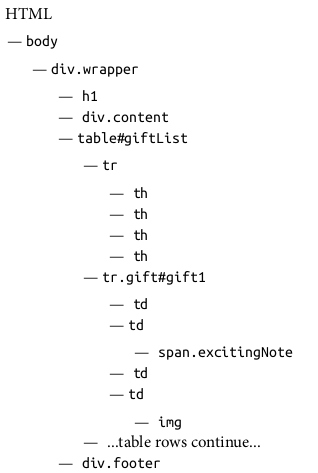 HTML
— body
— div.wrapper
— h1
— div.content
— table#giftList
— tr
— th
— th
— th
— th
— tr.gift#gift1
— td
— td
— span.excitingNote
— td
— td
— img
— ...table rows continue...
— div.footer